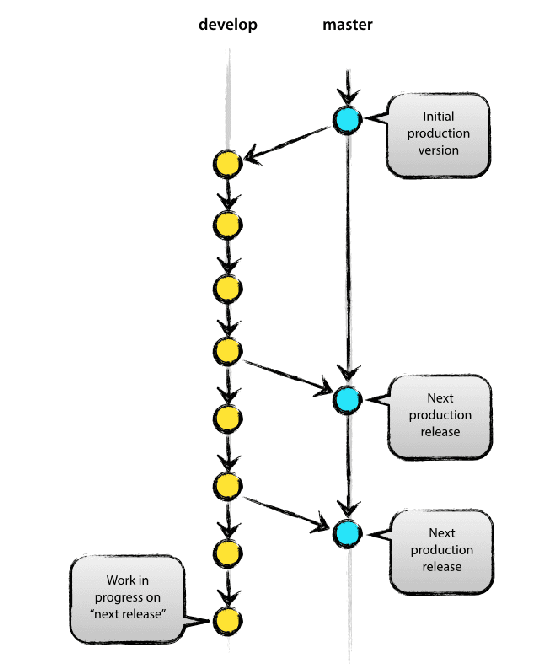 develop
master
Initial
production
version
Next
production
release
Next
production
release
Work in
progress on
“next release”